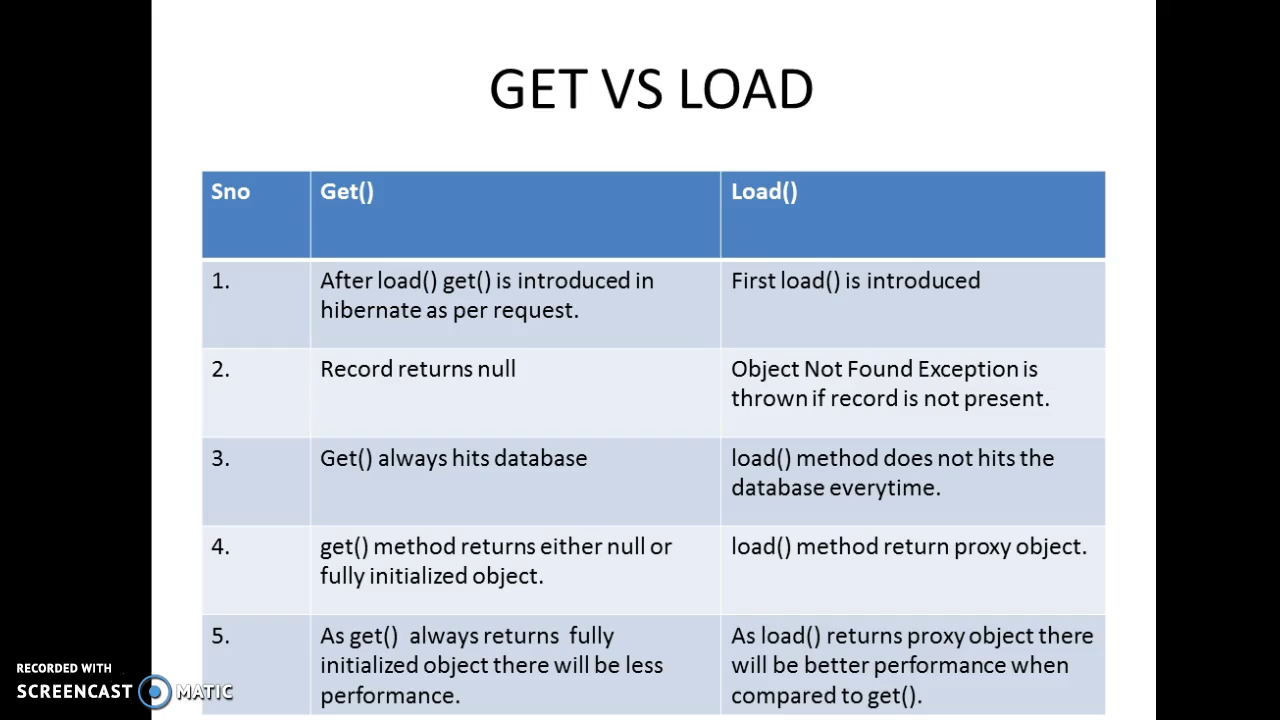 GET VS LOAD
Sno Get() Load()
1. After load() get() is introduced in First load() is introduced
hibernate as per request.
2. Record returns null Object Not Found Exception is
thrown if record is not present.
3. Get() always hits database load() method does not hits the
database everytime.
4. get() method returns either null or load() method return proxy object.
fully initialized object.
5. As get() always returns fully As load() returns proxy object there
initialized object there will be less will be better performance when
performance. compared to get().
RECORDED WITH
SCREENCAST MATIC